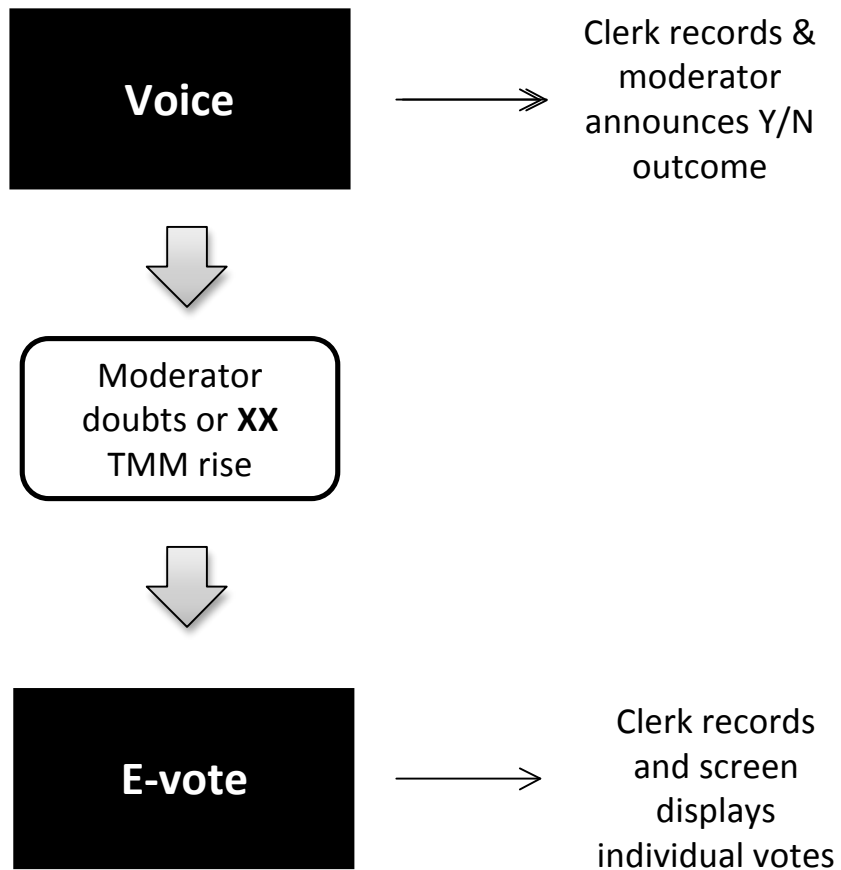 Voice
Clerk records &
moderator
announces Y/N
outcome
Moderator
doubts or XX
TMM rise
E-vote
Clerk records
and screen
displays
individual votes